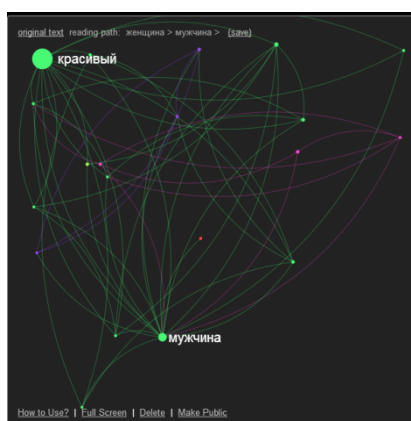 original text reading path: женщина > мужчина > (save)
красивый
мужчина
How to Use? | Full Screen | Delete | Make Public